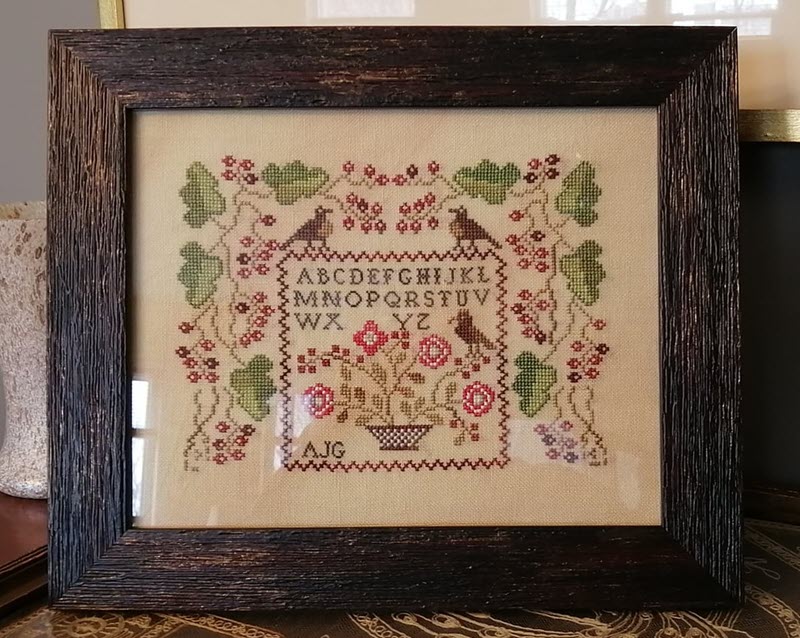 ABCDEFGHIJKL
MNOPQRSTUV
WX YZ
AJG